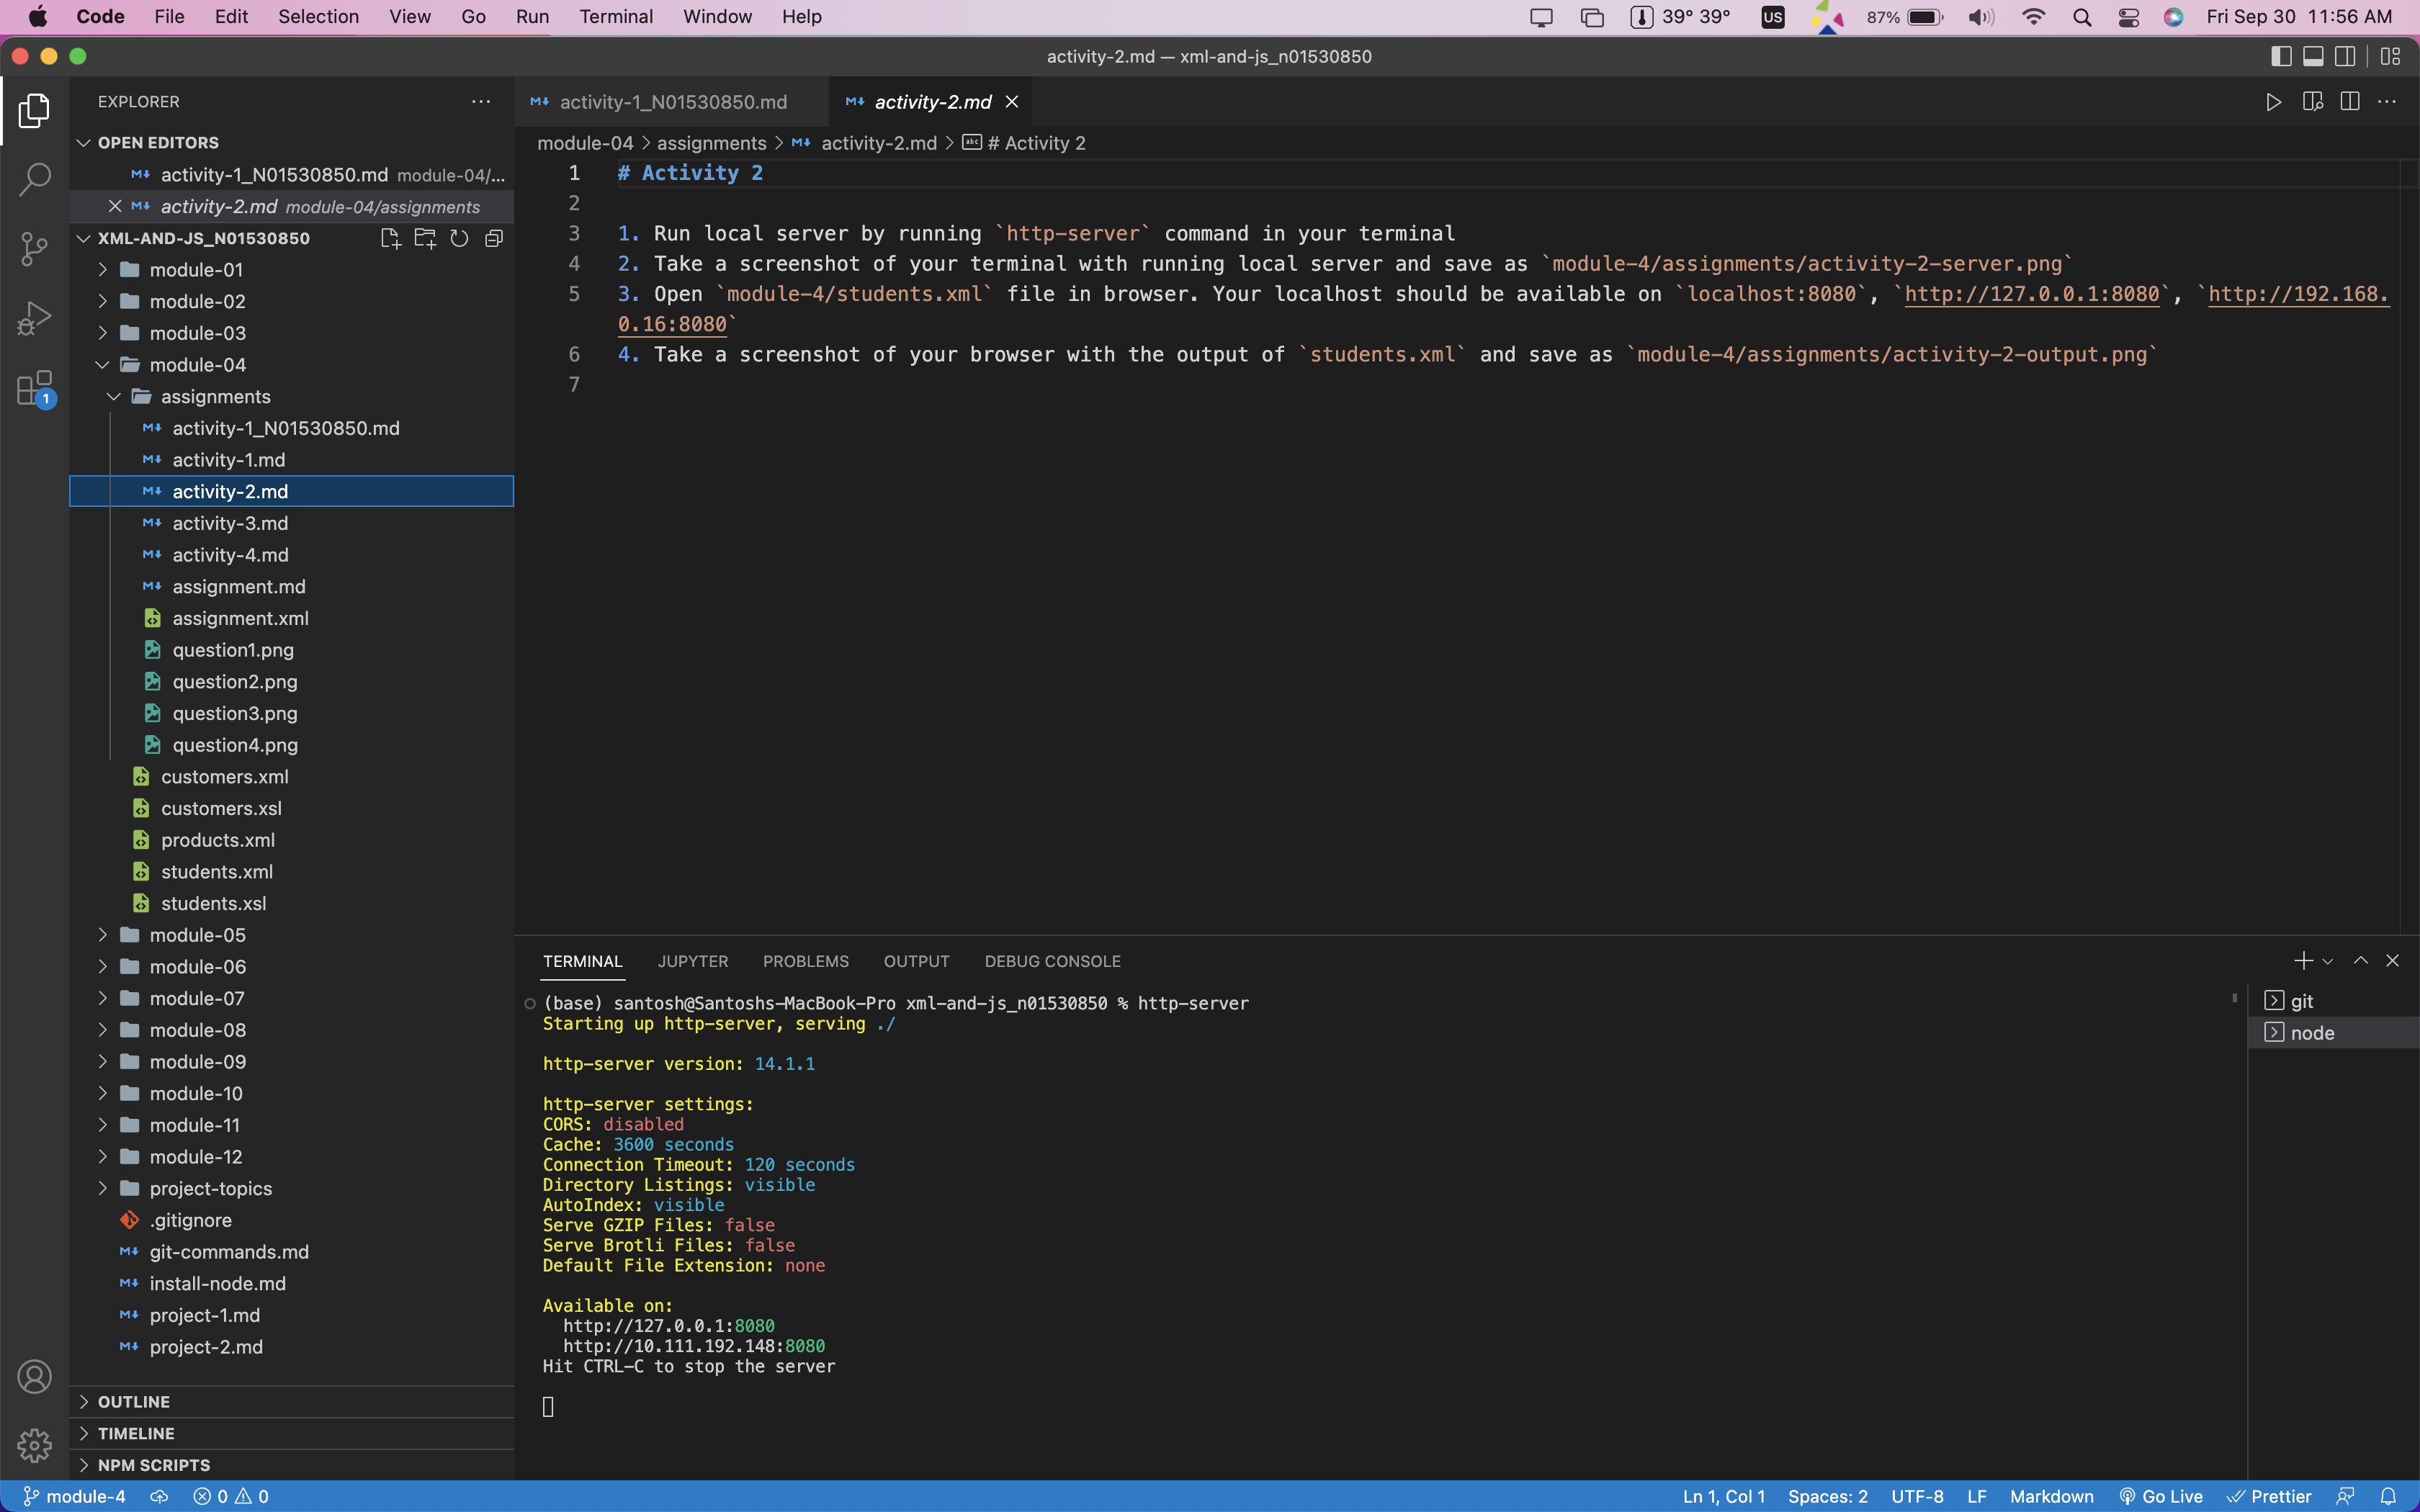 Code File Edit Selection View Go Run Terminal Window Help 39° 39° US 87% Fri Sep 30 11:56 AM
activity-2.md — xml-and-js_n01530850
EXPLORER
activity-1_N01530850.md activity-2.md
OPEN EDITORS
activity-1_N01530850.md module-04/...
activity-2.md module-04/assignments
XML-AND-JS_N01530850
module-01
module-02
module-03
module-04
assignments
activity-1_N01530850.md
activity-1.md
activity-2.md
activity-3.md
activity-4.md
assignment.md
assignment.xml
question1.png
question2.png
question3.png
question4.png
customers.xml
customers.xsl
products.xml
students.xml
students.xsl
module-05
module-06
module-07
module-08
module-09
module-10
module-11
module-12
project-topics
.gitignore
git-commands.md
install-node.md
project-1.md
project-2.md
OUTLINE
TIMELINE
NPM SCRIPTS
1
module-04 > assignments > activity-2.md > abc # Activity 2
1 # Activity 2
2
3 1. Run local server by running `http-server` command in your terminal
4 2. Take a screenshot of your terminal with running local server and save as `module-4/assignments/activity-2-server.png`
5 3. Open `module-4/students.xml` file in browser. Your localhost should be available on `localhost:8080`, `http://127.0.0.1:8080`, `http://192.168.
0.16:8080`
6 4. Take a screenshot of your browser with the output of `students.xml` and save as `module-4/assignments/activity-2-output.png`
7
TERMINAL JUPYTER PROBLEMS OUTPUT DEBUG CONSOLE
(base) santosh@Santoshs-MacBook-Pro xml-and-js_n01530850 % http-server
Starting up http-server, serving ./
http-server version: 14.1.1
http-server settings:
CORS: disabled
Cache: 3600 seconds
Connection Timeout: 120 seconds
Directory Listings: visible
AutoIndex: visible
Serve GZIP Files: false
Serve Brotli Files: false
Default File Extension: none
Available on:
http://127.0.0.1:8080
http://10.111.192.148:8080
Hit CTRL-C to stop the server
git
node
module-4 0 0 Ln 1, Col 1 Spaces: 2 UTF-8 LF Markdown Go Live Prettier